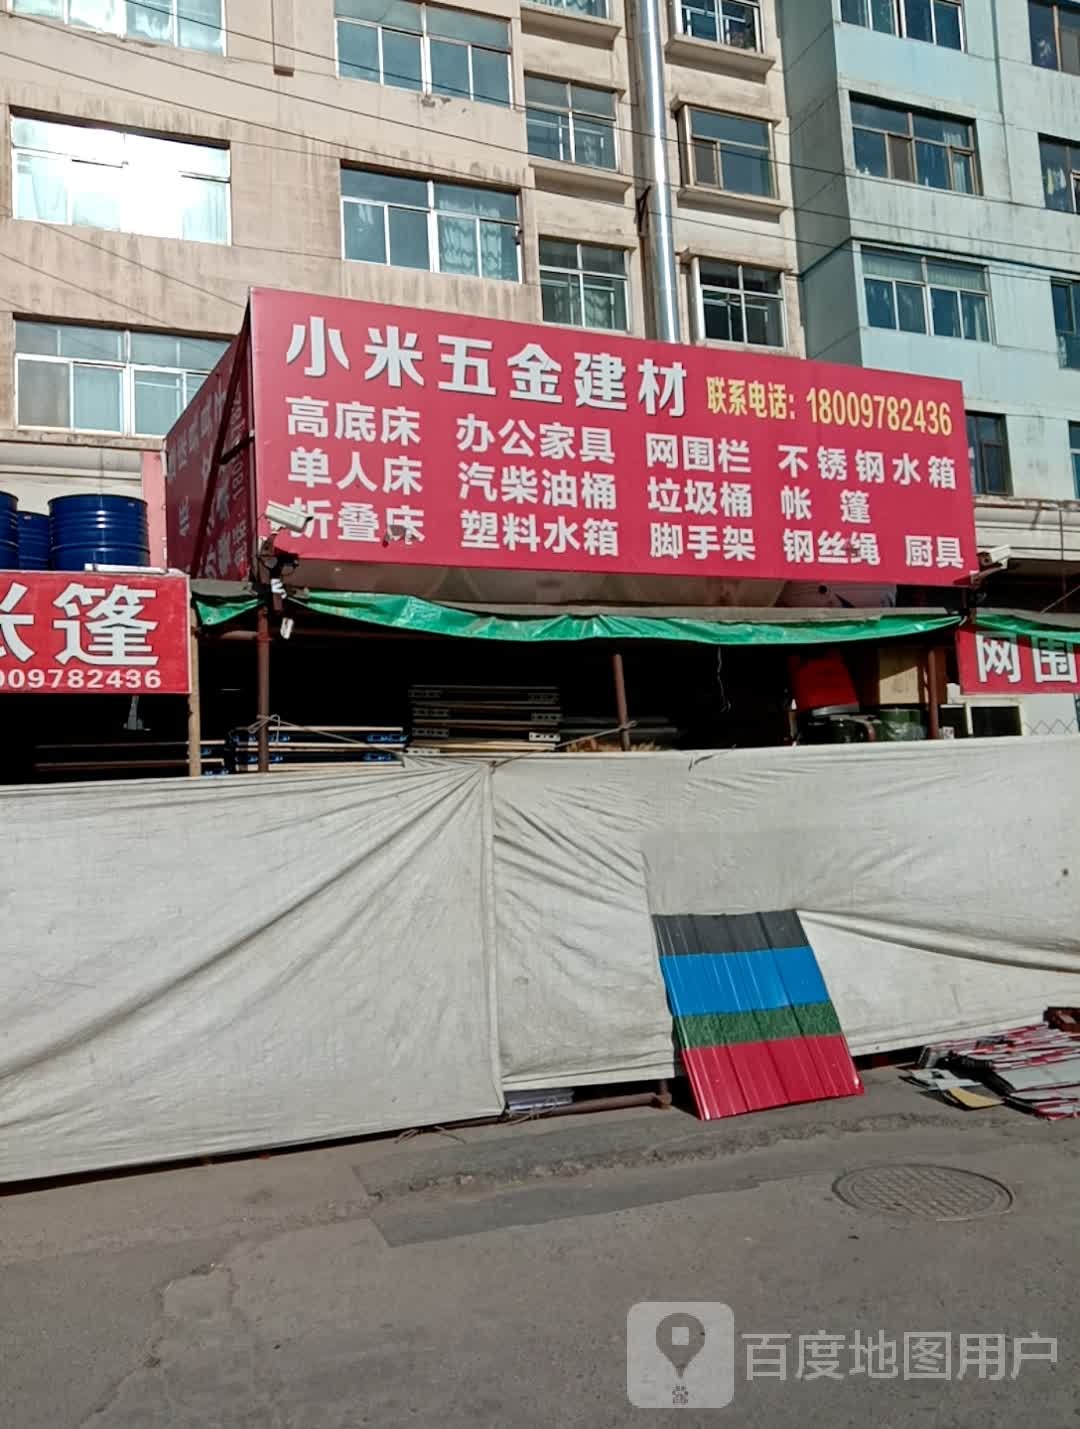 小米五金建材 联系电话：18009782436
高底床 办公家具 网围栏 不锈钢水箱
单人床 汽柴油桶 垃圾桶 帐篷
折叠床 塑料水箱 脚手架 钢丝绳 厨具
帐篷
009782436
网围
百度地图用户